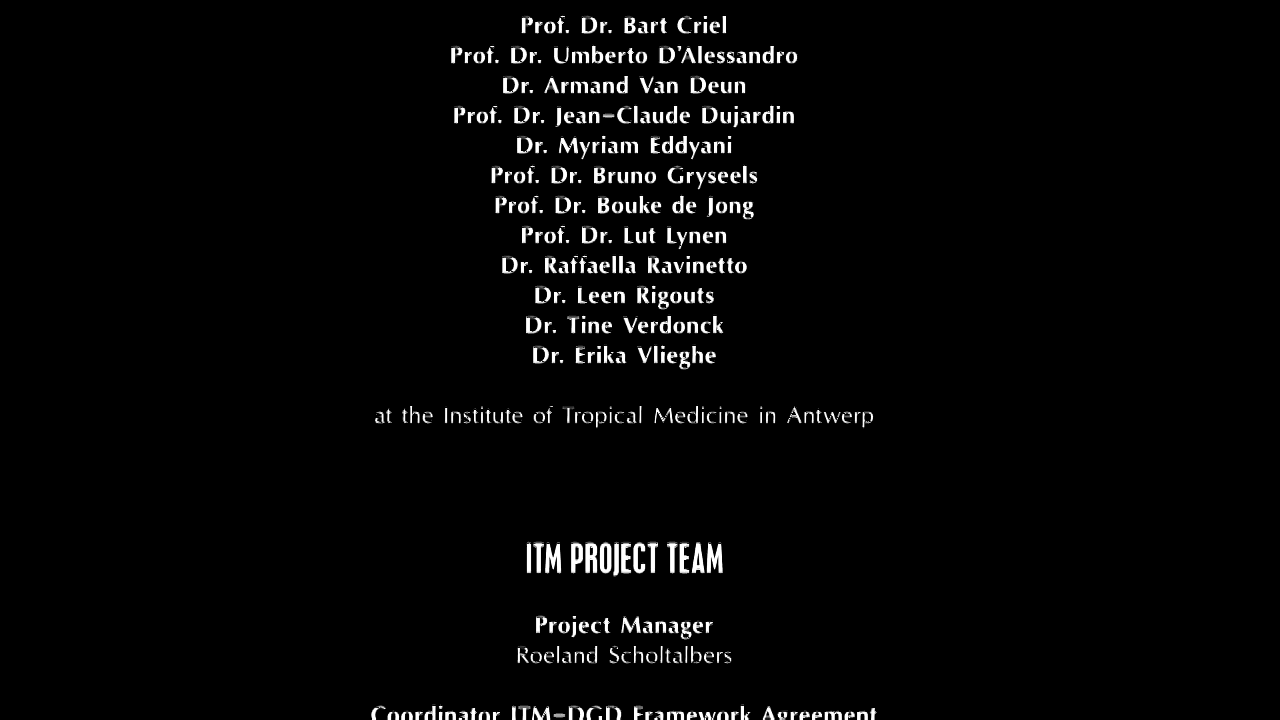 Prof. Dr. Bart Criel
Prof. Dr. Umberto D'Alessandro
Dr. Armand Van Deun
Prof. Dr. Jean-Claude Dujardin
Dr. Myriam Eddyani
Prof. Dr. Bruno Gryseels
Prof. Dr. Bouke de Jong
Prof. Dr. Lut Lynen
Dr. Raffaella Ravinetto
Dr. Leen Rigouts
Dr. Tine Verdonck
Dr. Erika Vlieghe
at the Institute of Tropical Medicine in Antwerp
ITM PROJECT TEAM
Project Manager
Roeland Scholtalbers
Coordinator ITM-DGD Framework Agreement